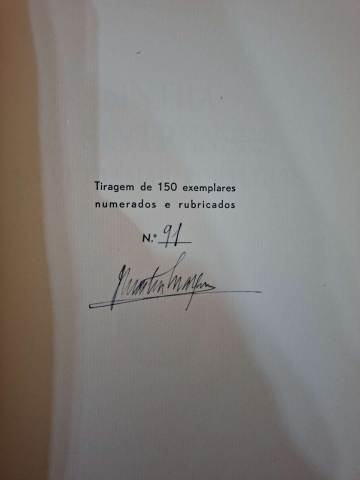 Tiragem de 150 exemplares
numerados e rubricados
N.º 91